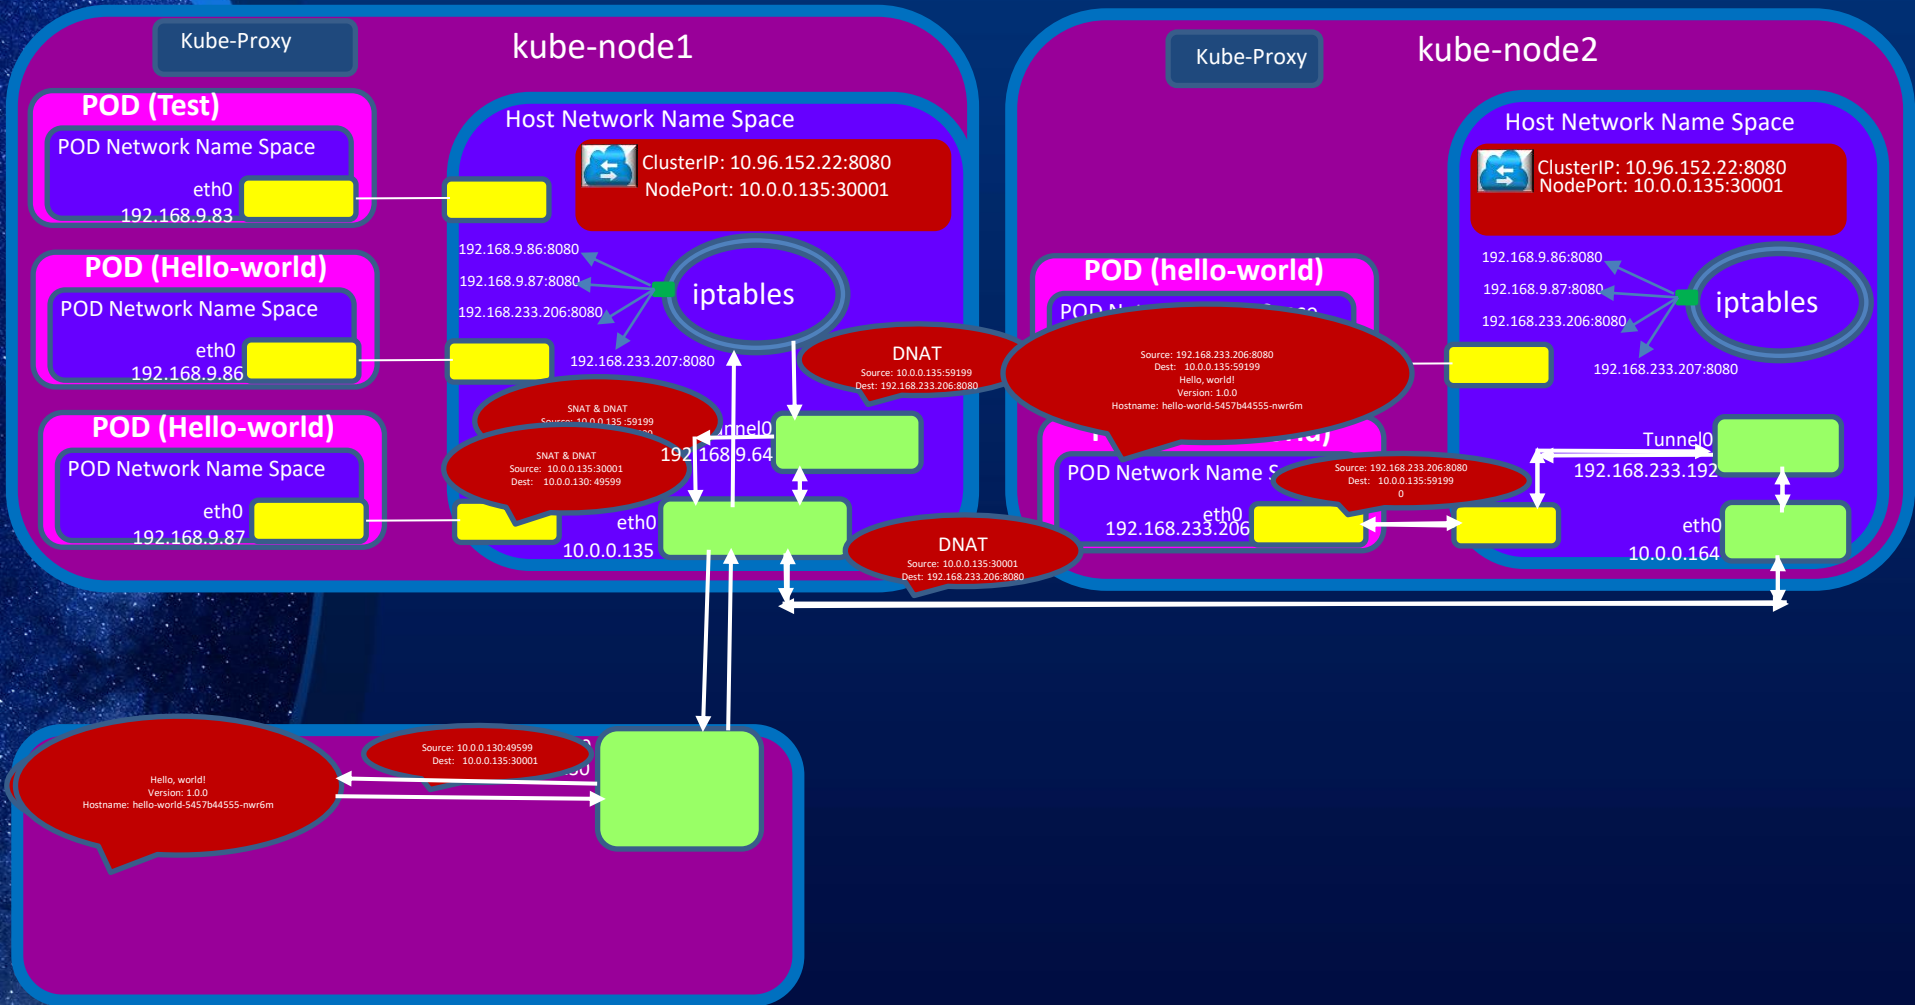 Kube-Proxy
kube-node1
POD (Test)
POD Network Name Space
eth0
192.168.9.83
POD (Hello-world)
POD Network Name Space
eth0
192.168.9.86
POD (Hello-world)
POD Network Name Space
eth0
192.168.9.87
Host Network Name Space
ClusterIP: 10.96.152.22:8080
NodePort: 10.0.0.135:30001
192.168.9.86:8080
192.168.9.87:8080
192.168.233.206:8080
192.168.233.207:8080
iptables
DNAT
Source: 10.0.0.135:59199
Dest: 192.168.233.206:8080
SNAT & DNAT
Source: 10.0.0.135 :59199
SNAT & DNAT
Source: 10.0.0.135:30001
Dest: 10.0.0.130: 49599
192.168.9.64
eth0
10.0.0.135
DNAT
Source: 10.0.0.135:30001
Dest: 192.168.233.206:8080
Kube-Proxy
kube-node2
POD (hello-world)
Source: 192.168.233.206:8080
Dest: 10.0.0.135:59199
Hello, world!
Version: 1.0.0
Hostname: hello-world-5457b44555-nwr6m
POD Network Name
eth0
192.168.233.206
Source: 192.168.233.206:8080
Dest: 10.0.0.135:59199
0
Host Network Name Space
ClusterIP: 10.96.152.22:8080
NodePort: 10.0.0.135:30001
192.168.9.86:8080
192.168.9.87:8080
192.168.233.206:8080
192.168.233.207:8080
iptables
Tunnel0
192.168.233.192
eth0
10.0.0.164
Source: 10.0.0.130:49599
Dest: 10.0.0.135:30001
Hello, world!
Version: 1.0.0
Hostname: hello-world-5457b44555-nwr6m